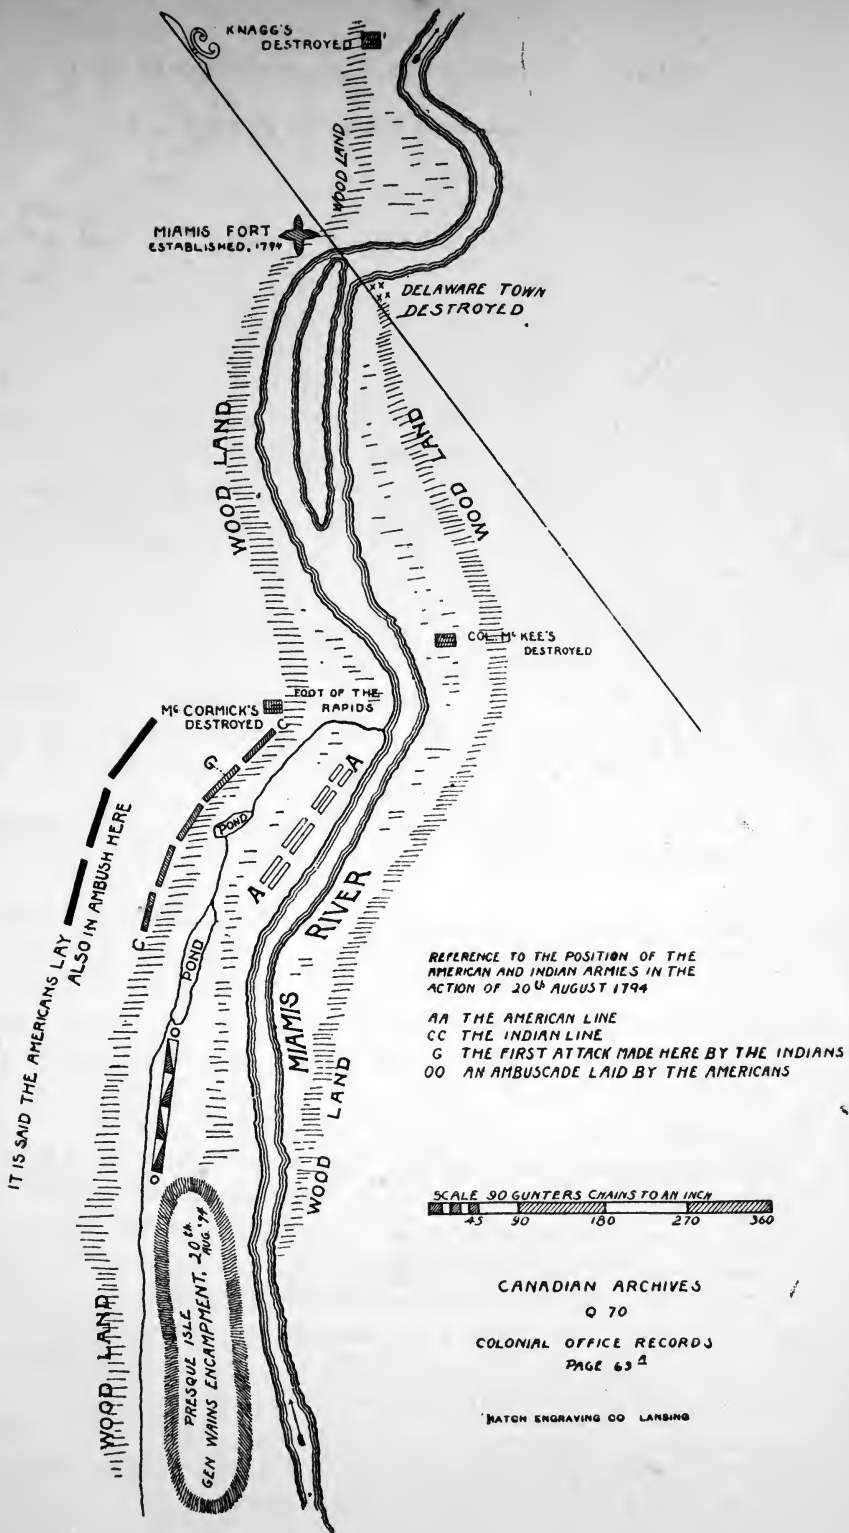 KNAGG'S
DESTROYED
WOOD LAND
MIAMIS FORT
ESTABLISHED, 1794
DELAWARE TOWN
DESTROYED
WOOD LAND
WOOD LAND
WOOD LAND
COL. Mc KEE'S
DESTROYED
FOOT OF THE
RAPIDS
Mc CORMICK'S
DESTROYED
C
G
A
POND
IT IS SAID THE AMERICANS LAY
ALSO IN AMBUSH HERE
A
C
POND
MIAMIS RIVER
O
O
WOOD LAND
WOOD LAND
PRESQUE ISLE
GEN WAINS ENCAMPMENT, 20th AUG. '94
REFERENCE TO THE POSITION OF THE
AMERICAN AND INDIAN ARMIES IN THE
ACTION OF 20th AUGUST 1794
AA THE AMERICAN LINE
CC THE INDIAN LINE
G THE FIRST ATTACK MADE HERE BY THE INDIANS
OO AN AMBUSCADE LAID BY THE AMERICANS
SCALE 90 GUNTERS CHAINS TO AN INCH
45 90 180 270 360
CANADIAN ARCHIVES
Q 70
COLONIAL OFFICE RECORDS
PAGE 63 A
HATCH ENGRAVING CO LANSING